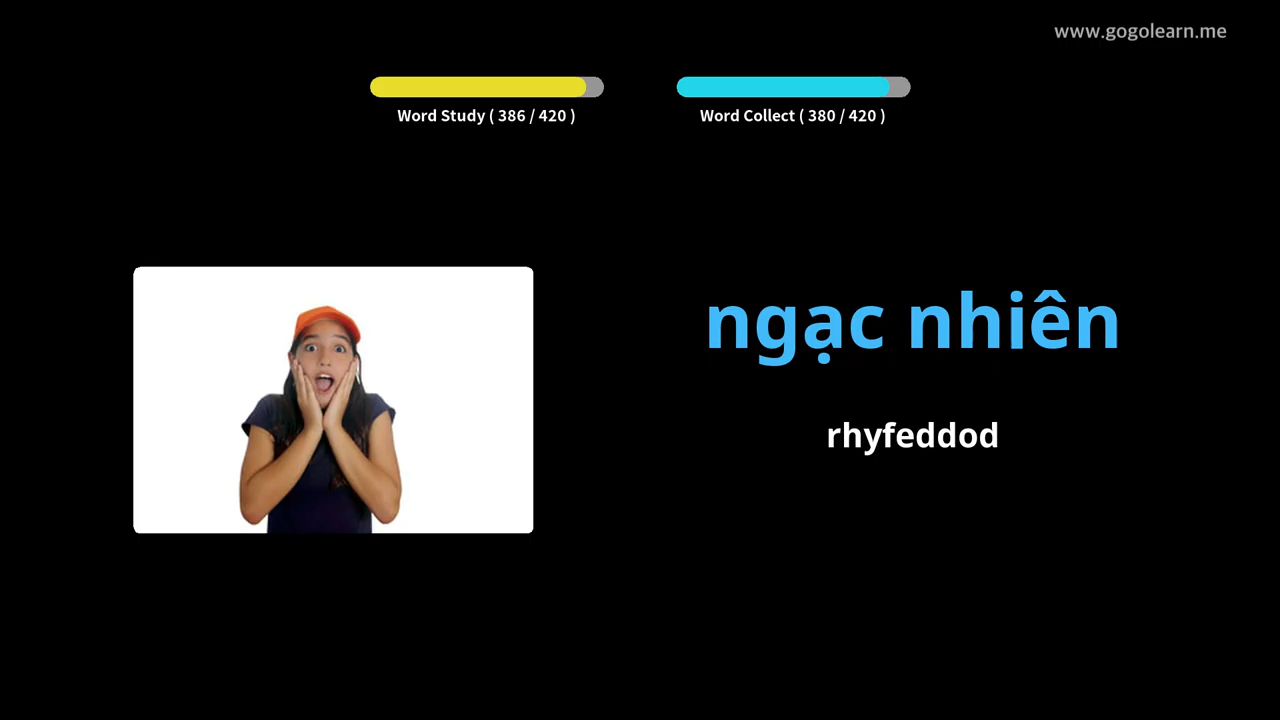 www.gogolearn.me
Word Study ( 386 / 420 )
Word Collect ( 380 / 420 )
ngạc nhiên
rhyfeddod